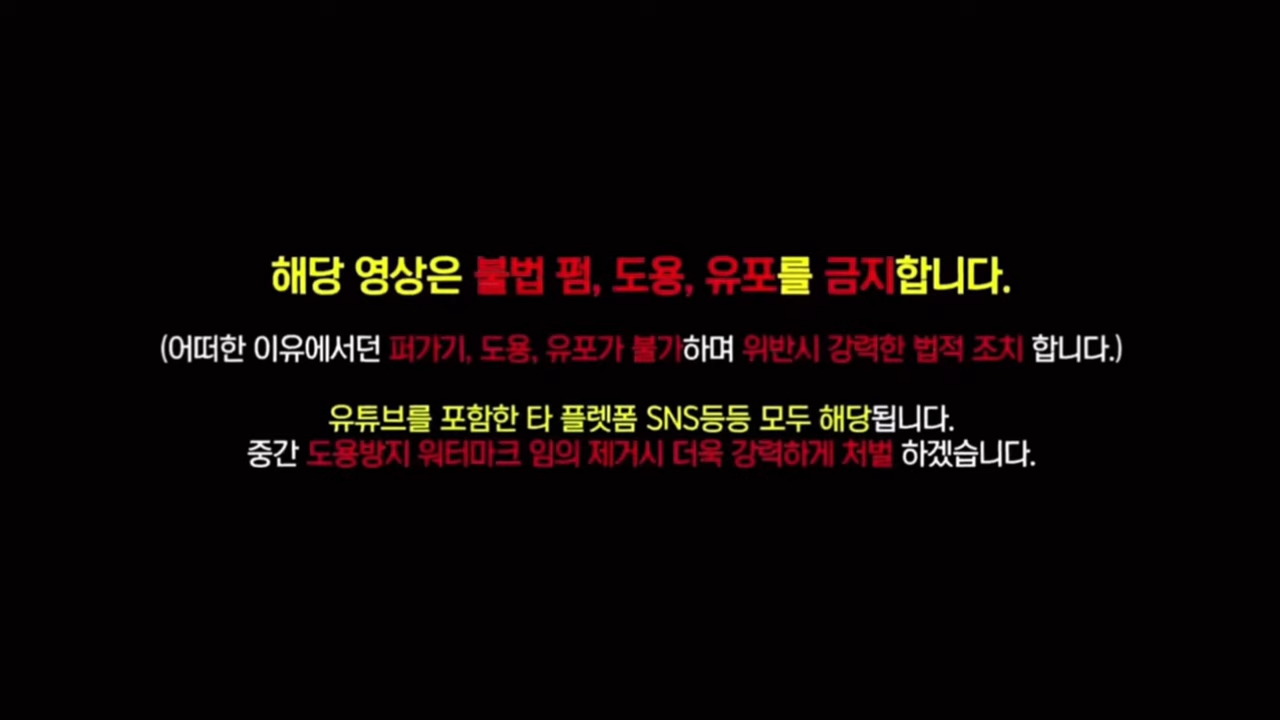 해당 영상은 불법 펌, 도용, 유포를 금지합니다.
(어떠한 이유에서던 퍼가기, 도용, 유포가 불가하며 위반시 강력한 법적 조치 합니다.)
유튜브를 포함한 타 플렛폼 SNS등등 모두 해당됩니다.
중간 도용방지 워터마크 임의 제거시 더욱 강력하게 처벌 하겠습니다.